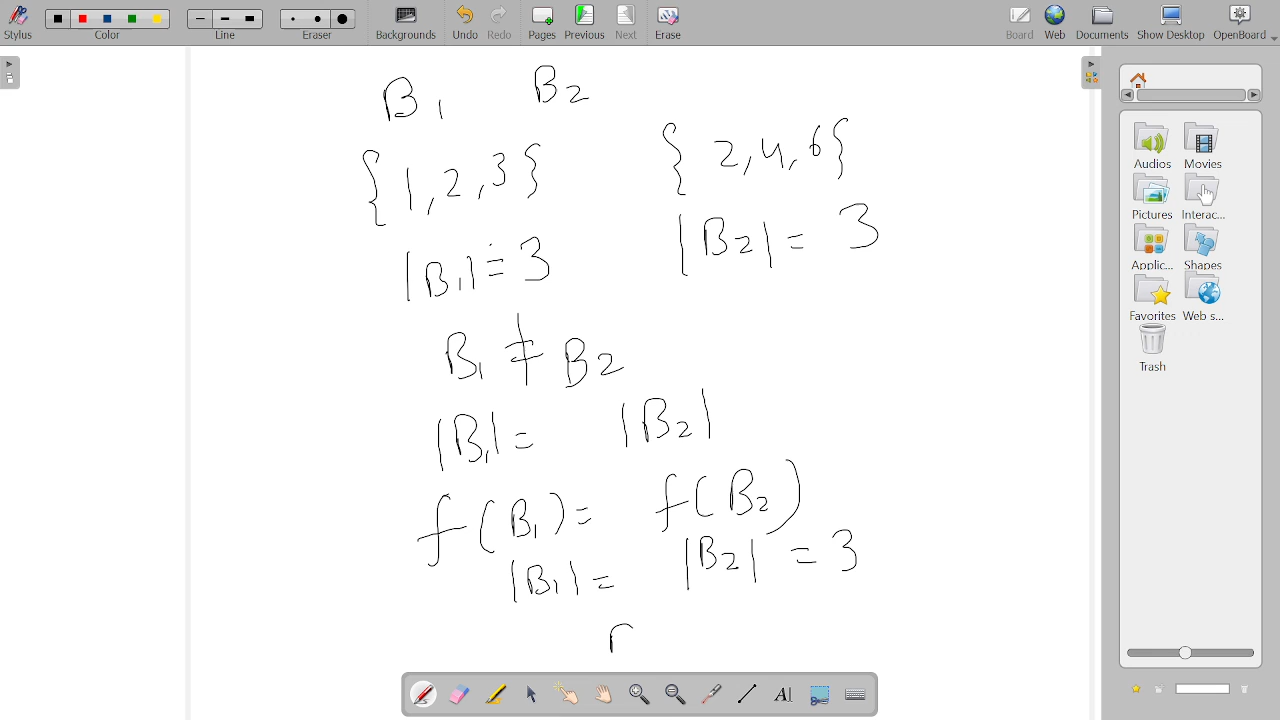 Stylus Color Line Eraser Backgrounds Undo Redo Pages Previous Next Erase Board Web Documents Show Desktop OpenBoard
B1 B2
{1,2,3} {2,4,6}
|B1| = 3 |B2| = 3
B1 ≠ B2
|B1| = |B2|
f(B1) = f(B2)
|B1| = |B2| = 3
Audios Movies
Pictures Interac...
Applic... Shapes
Favorites Web s...
Trash